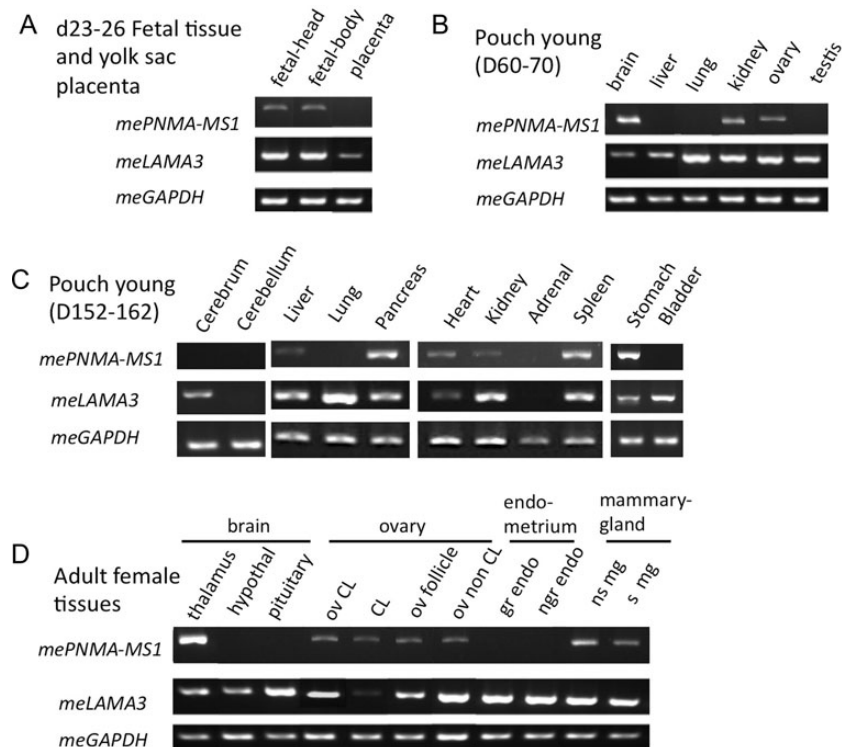 A
d23-26 Fetal tissue
and yolk sac
placenta
fetal-head
fetal-body
placenta
mePNMA-MS1
meLAMA3
meGAPDH
B
Pouch young
(D60-70)
brain
liver
lung
kidney
ovary
testis
mePNMA-MS1
meLAMA3
meGAPDH
C
Pouch young
(D152-162)
Cerebrum
Cerebellum
Liver
Lung
Pancreas
Heart
Kidney
Adrenal
Spleen
Stomach
Bladder
mePNMA-MS1
meLAMA3
meGAPDH
D
Adult female
tissues
brain
ovary
endo-
metrium
mammary-
gland
thalamus
hypothal
pituitary
ov CL
CL
ov follicle
ov non CL
gr endo
ngr endo
ns mg
s mg
mePNMA-MS1
meLAMA3
meGAPDH